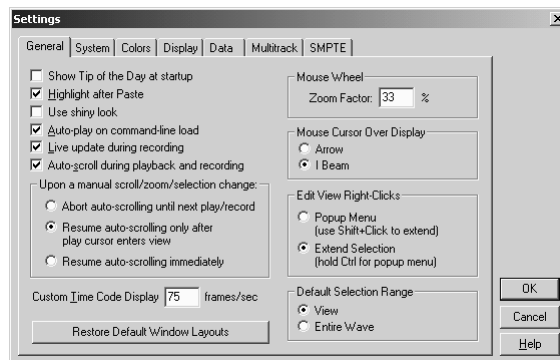 Settings
General System Colors Display Data Multitrack SMPTE
Show Tip of the Day at startup
Highlight after Paste
Use shiny look
Auto-play on command-line load
Live update during recording
Auto-scroll during playback and recording
Upon a manual scroll/zoom/selection change:
Abort auto-scrolling until next play/record
Resume auto-scrolling only after
play cursor enters view
Resume auto-scrolling immediately
Custom Time Code Display 75 frames/sec
Restore Default Window Layouts
Mouse Wheel
Zoom Factor: 33 %
Mouse Cursor Over Display
Arrow
I Beam
Edit View Right-Clicks
Popup Menu
(use Shift+Click to extend)
Extend Selection
(hold Ctrl for popup menu)
Default Selection Range
View
Entire Wave
OK
Cancel
Help